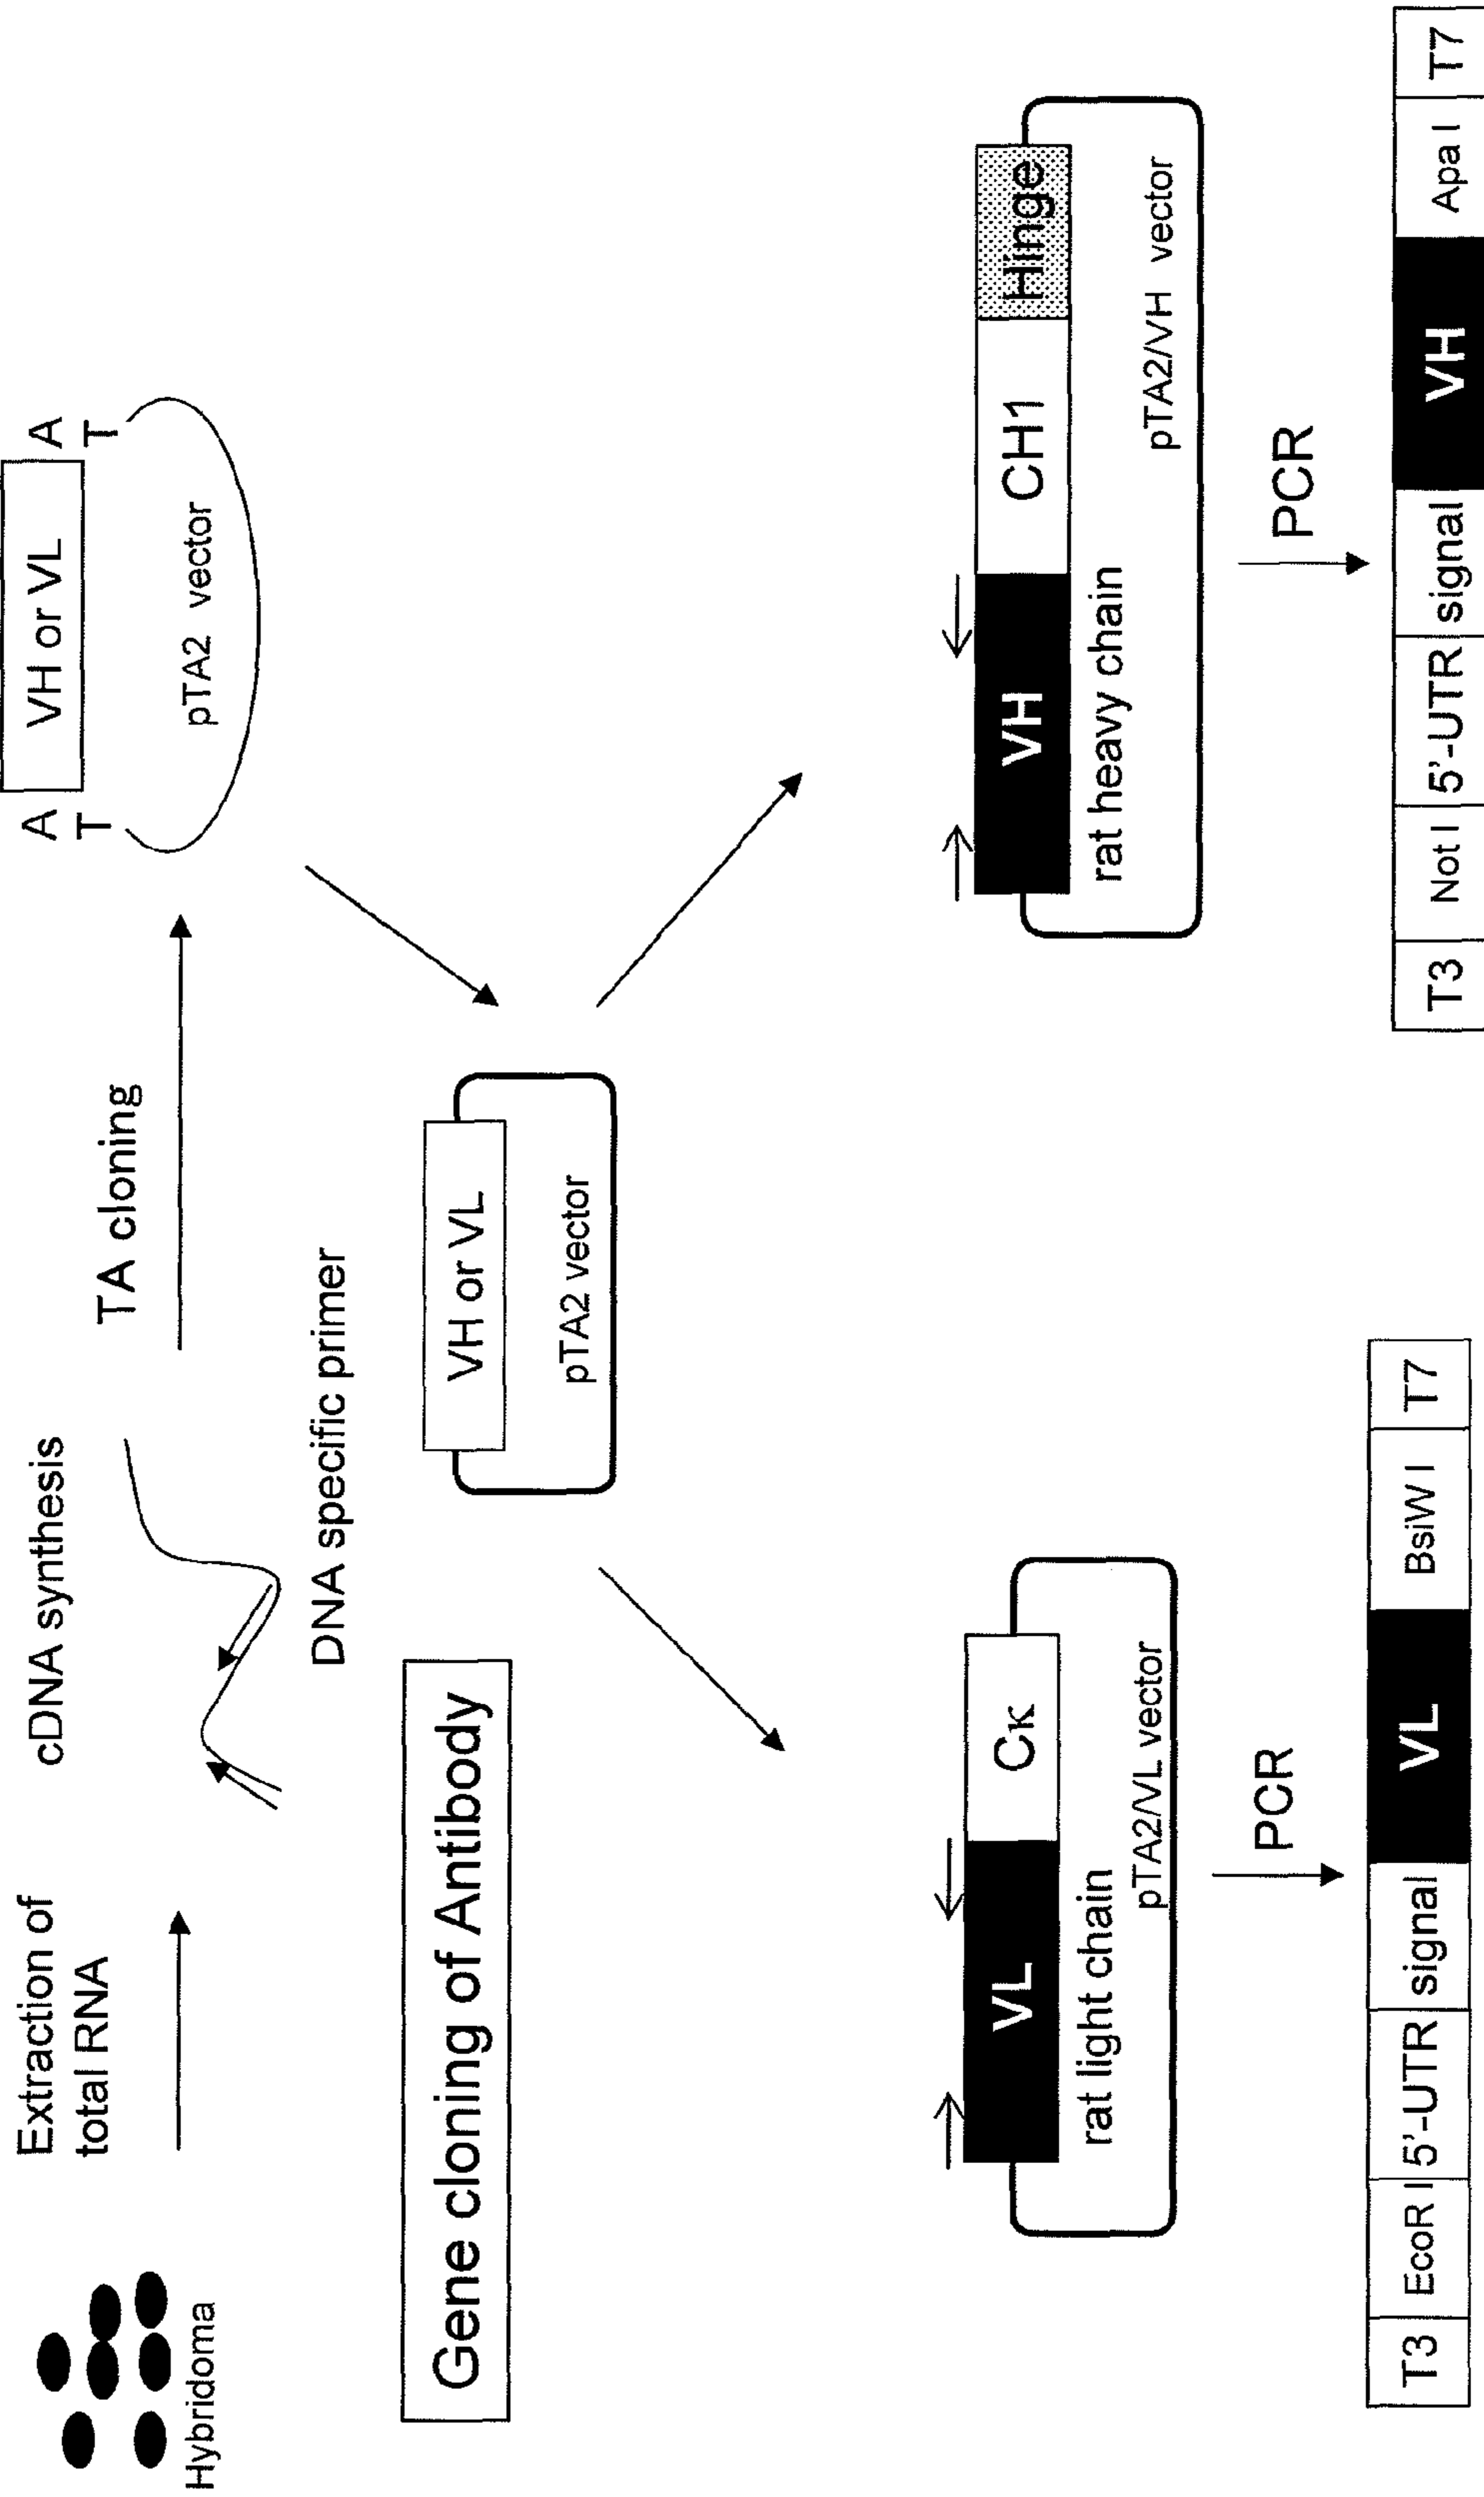 Extraction of
total RNA
Hybridoma
cDNA synthesis
DNA specific primer
TA cloning
A
VH or VL
A
T
T
pTA2 vector
Gene cloning of Antibody
VH or VL
pTA2 vector
VL
Cκ
rat light chain
pTA2/VL vector
PCR
T3
EcoR I
5'-UTR
signal
VL
BsiW I
T7
VH
CH1
Hinge
rat heavy chain
pTA2/VH vector
PCR
T3
Not I
5'-UTR
signal
VH
Apa I
T7